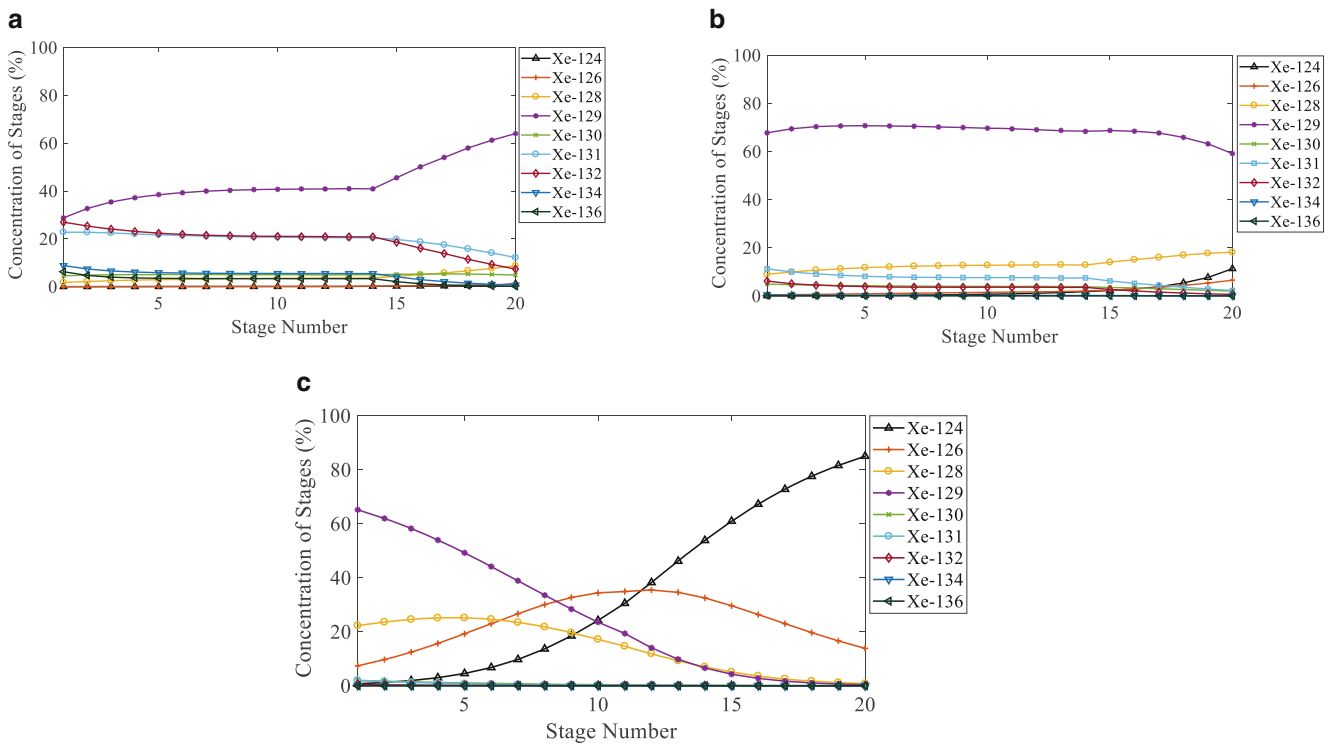 a
Concentration of Stages (%)
100
80
60
40
20
0
5
10
15
20
Stage Number
Xe-124
Xe-126
Xe-128
Xe-129
Xe-130
Xe-131
Xe-132
Xe-134
Xe-136
b
Concentration of Stages (%)
100
80
60
40
20
0
5
10
15
20
Stage Number
Xe-124
Xe-126
Xe-128
Xe-129
Xe-130
Xe-131
Xe-132
Xe-134
Xe-136
c
Concentration of Stages (%)
100
80
60
40
20
0
5
10
15
20
Stage Number
Xe-124
Xe-126
Xe-128
Xe-129
Xe-130
Xe-131
Xe-132
Xe-134
Xe-136